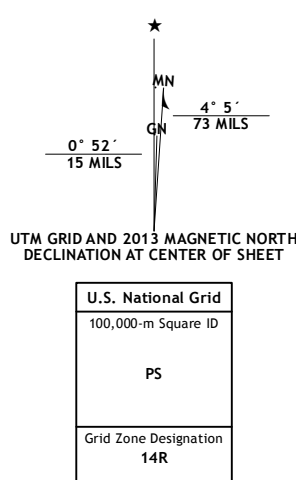 ★
MN
4° 5´
73 MILS
GN
0° 52´
15 MILS
UTM GRID AND 2013 MAGNETIC NORTH
DECLINATION AT CENTER OF SHEET
U.S. National Grid
100,000-m Square ID
PS
Grid Zone Designation
14R